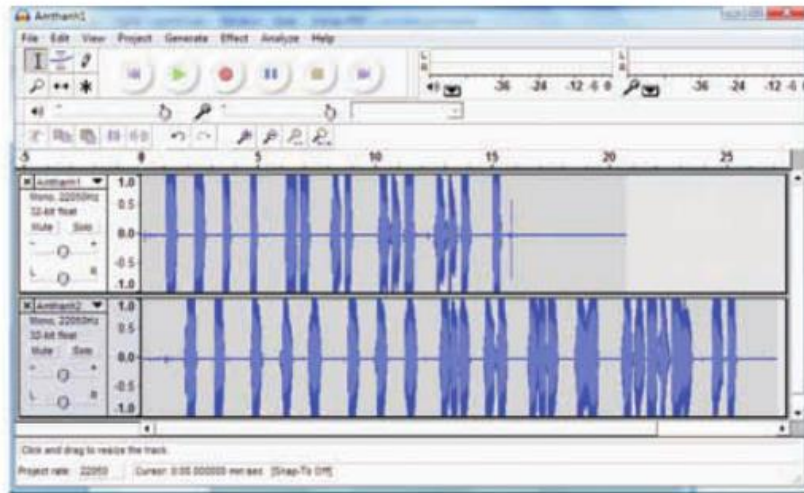 Amthanh1
File Edit View Project Generate Effect Analyze Help
L
R
-36 -24 -12 -6 0
L
R
-36 -24 -12 -6 0
-5 0 5 10 15 20 25
Amthanh1
Mono, 22050Hz
32-bit float
Mute Solo
- +
L R
1.0
0.5
0.0
-0.5
-1.0
Amthanh2
Mono, 22050Hz
32-bit float
Mute Solo
- +
L R
1.0
0.5
0.0
-0.5
-1.0
Click and drag to resize the track.
Project rate: 22050 Cursor: 0:00.000000 min:sec [Snap-To Off]